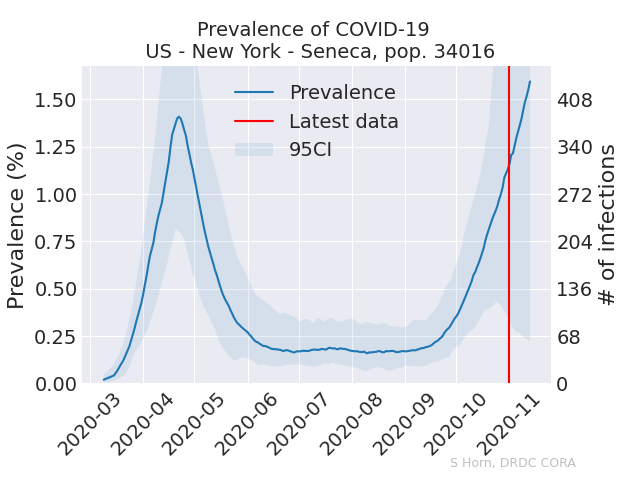 Prevalence of COVID-19
US - New York - Seneca, pop. 34016
Prevalence (%)
1.50
1.25
1.00
0.75
0.50
0.25
0.00
Prevalence
Latest data
95CI
408
340
272
204
136
68
0
# of infections
2020-03
2020-04
2020-05
2020-06
2020-07
2020-08
2020-09
2020-10
2020-11
S Horn, DRDC CORA